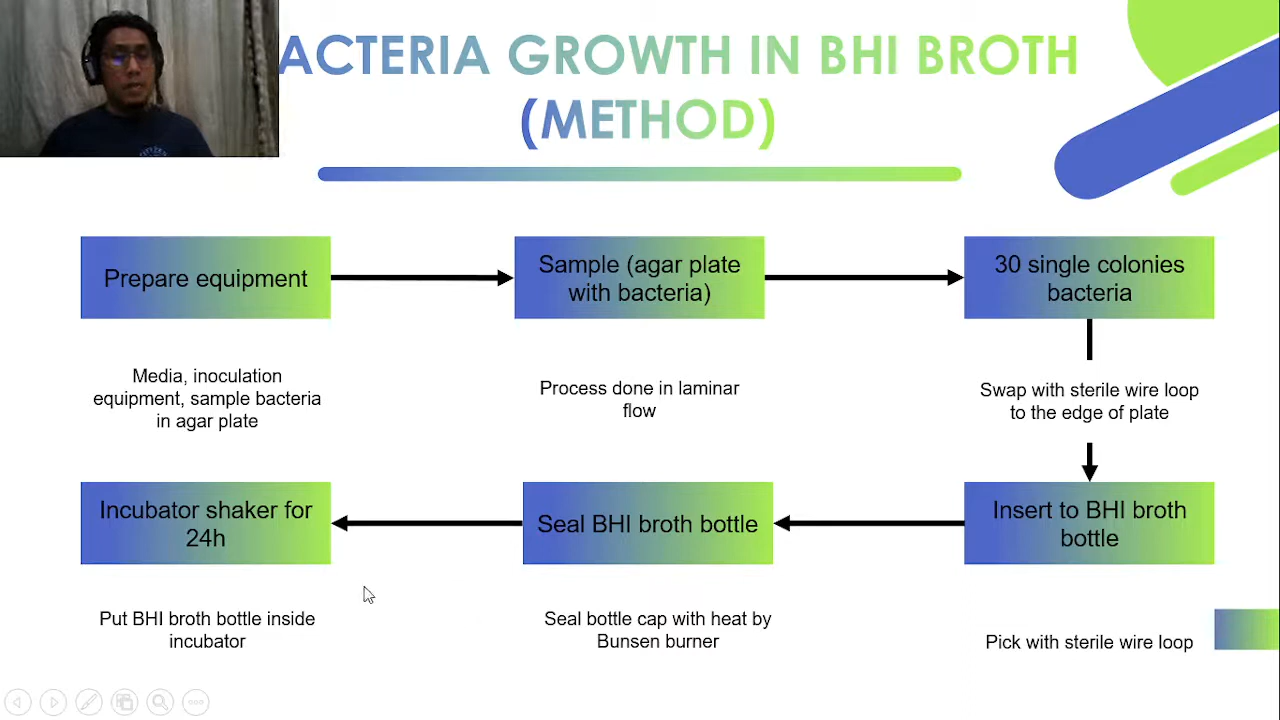 ACTERIA GROWTH IN BHI BROTH
(METHOD)
Prepare equipment
Sample (agar plate
with bacteria)
30 single colonies
bacteria
Media, inoculation
equipment, sample bacteria
in agar plate
Process done in laminar
flow
Swap with sterile wire loop
to the edge of plate
Incubator shaker for
24h
Seal BHI broth bottle
Insert to BHI broth
bottle
Put BHI broth bottle inside
incubator
Seal bottle cap with heat by
Bunsen burner
Pick with sterile wire loop